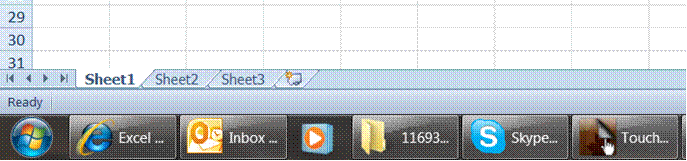 29
30
31
Sheet1 Sheet2 Sheet3
Ready
Excel ... Inbox ... 11693... Skype... Touch...